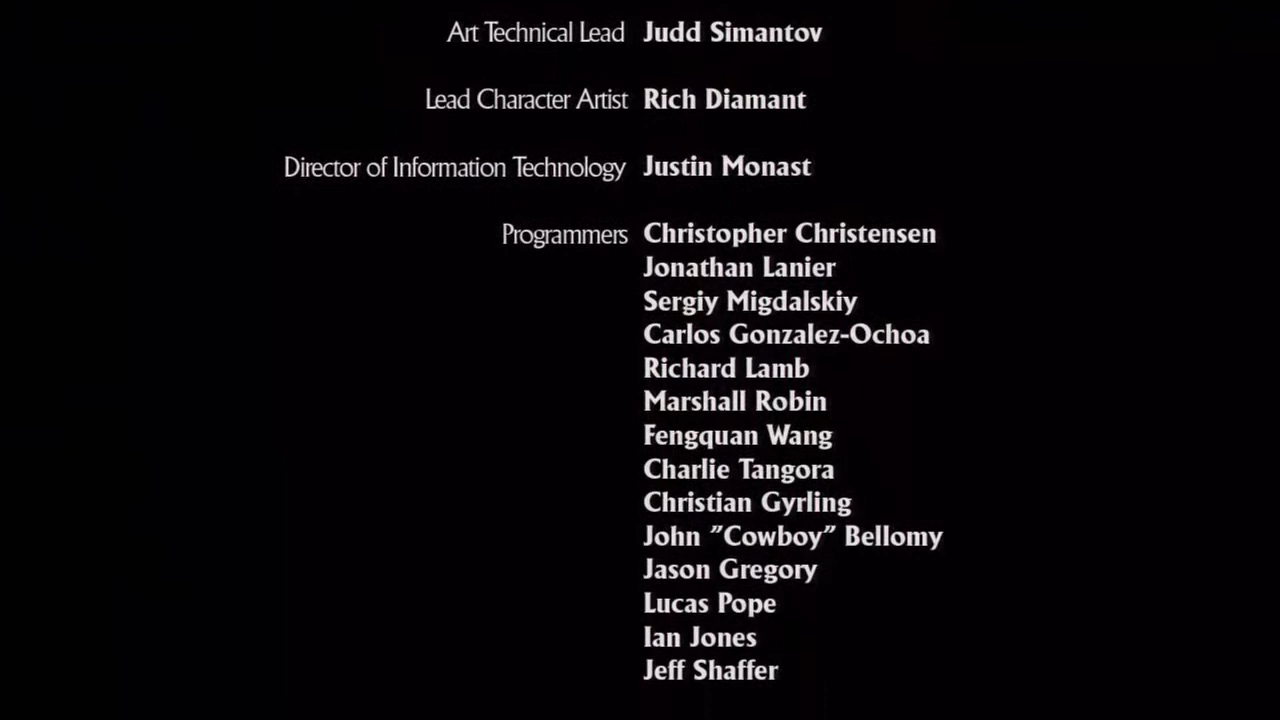 Art Technical Lead Judd Simantov
Lead Character Artist Rich Diamant
Director of Information Technology Justin Monast
Programmers Christopher Christensen
Jonathan Lanier
Sergiy Migdalskiy
Carlos Gonzalez-Ochoa
Richard Lamb
Marshall Robin
Fengquan Wang
Charlie Tangora
Christian Gyrling
John ”Cowboy” Bellomy
Jason Gregory
Lucas Pope
Ian Jones
Jeff Shaffer